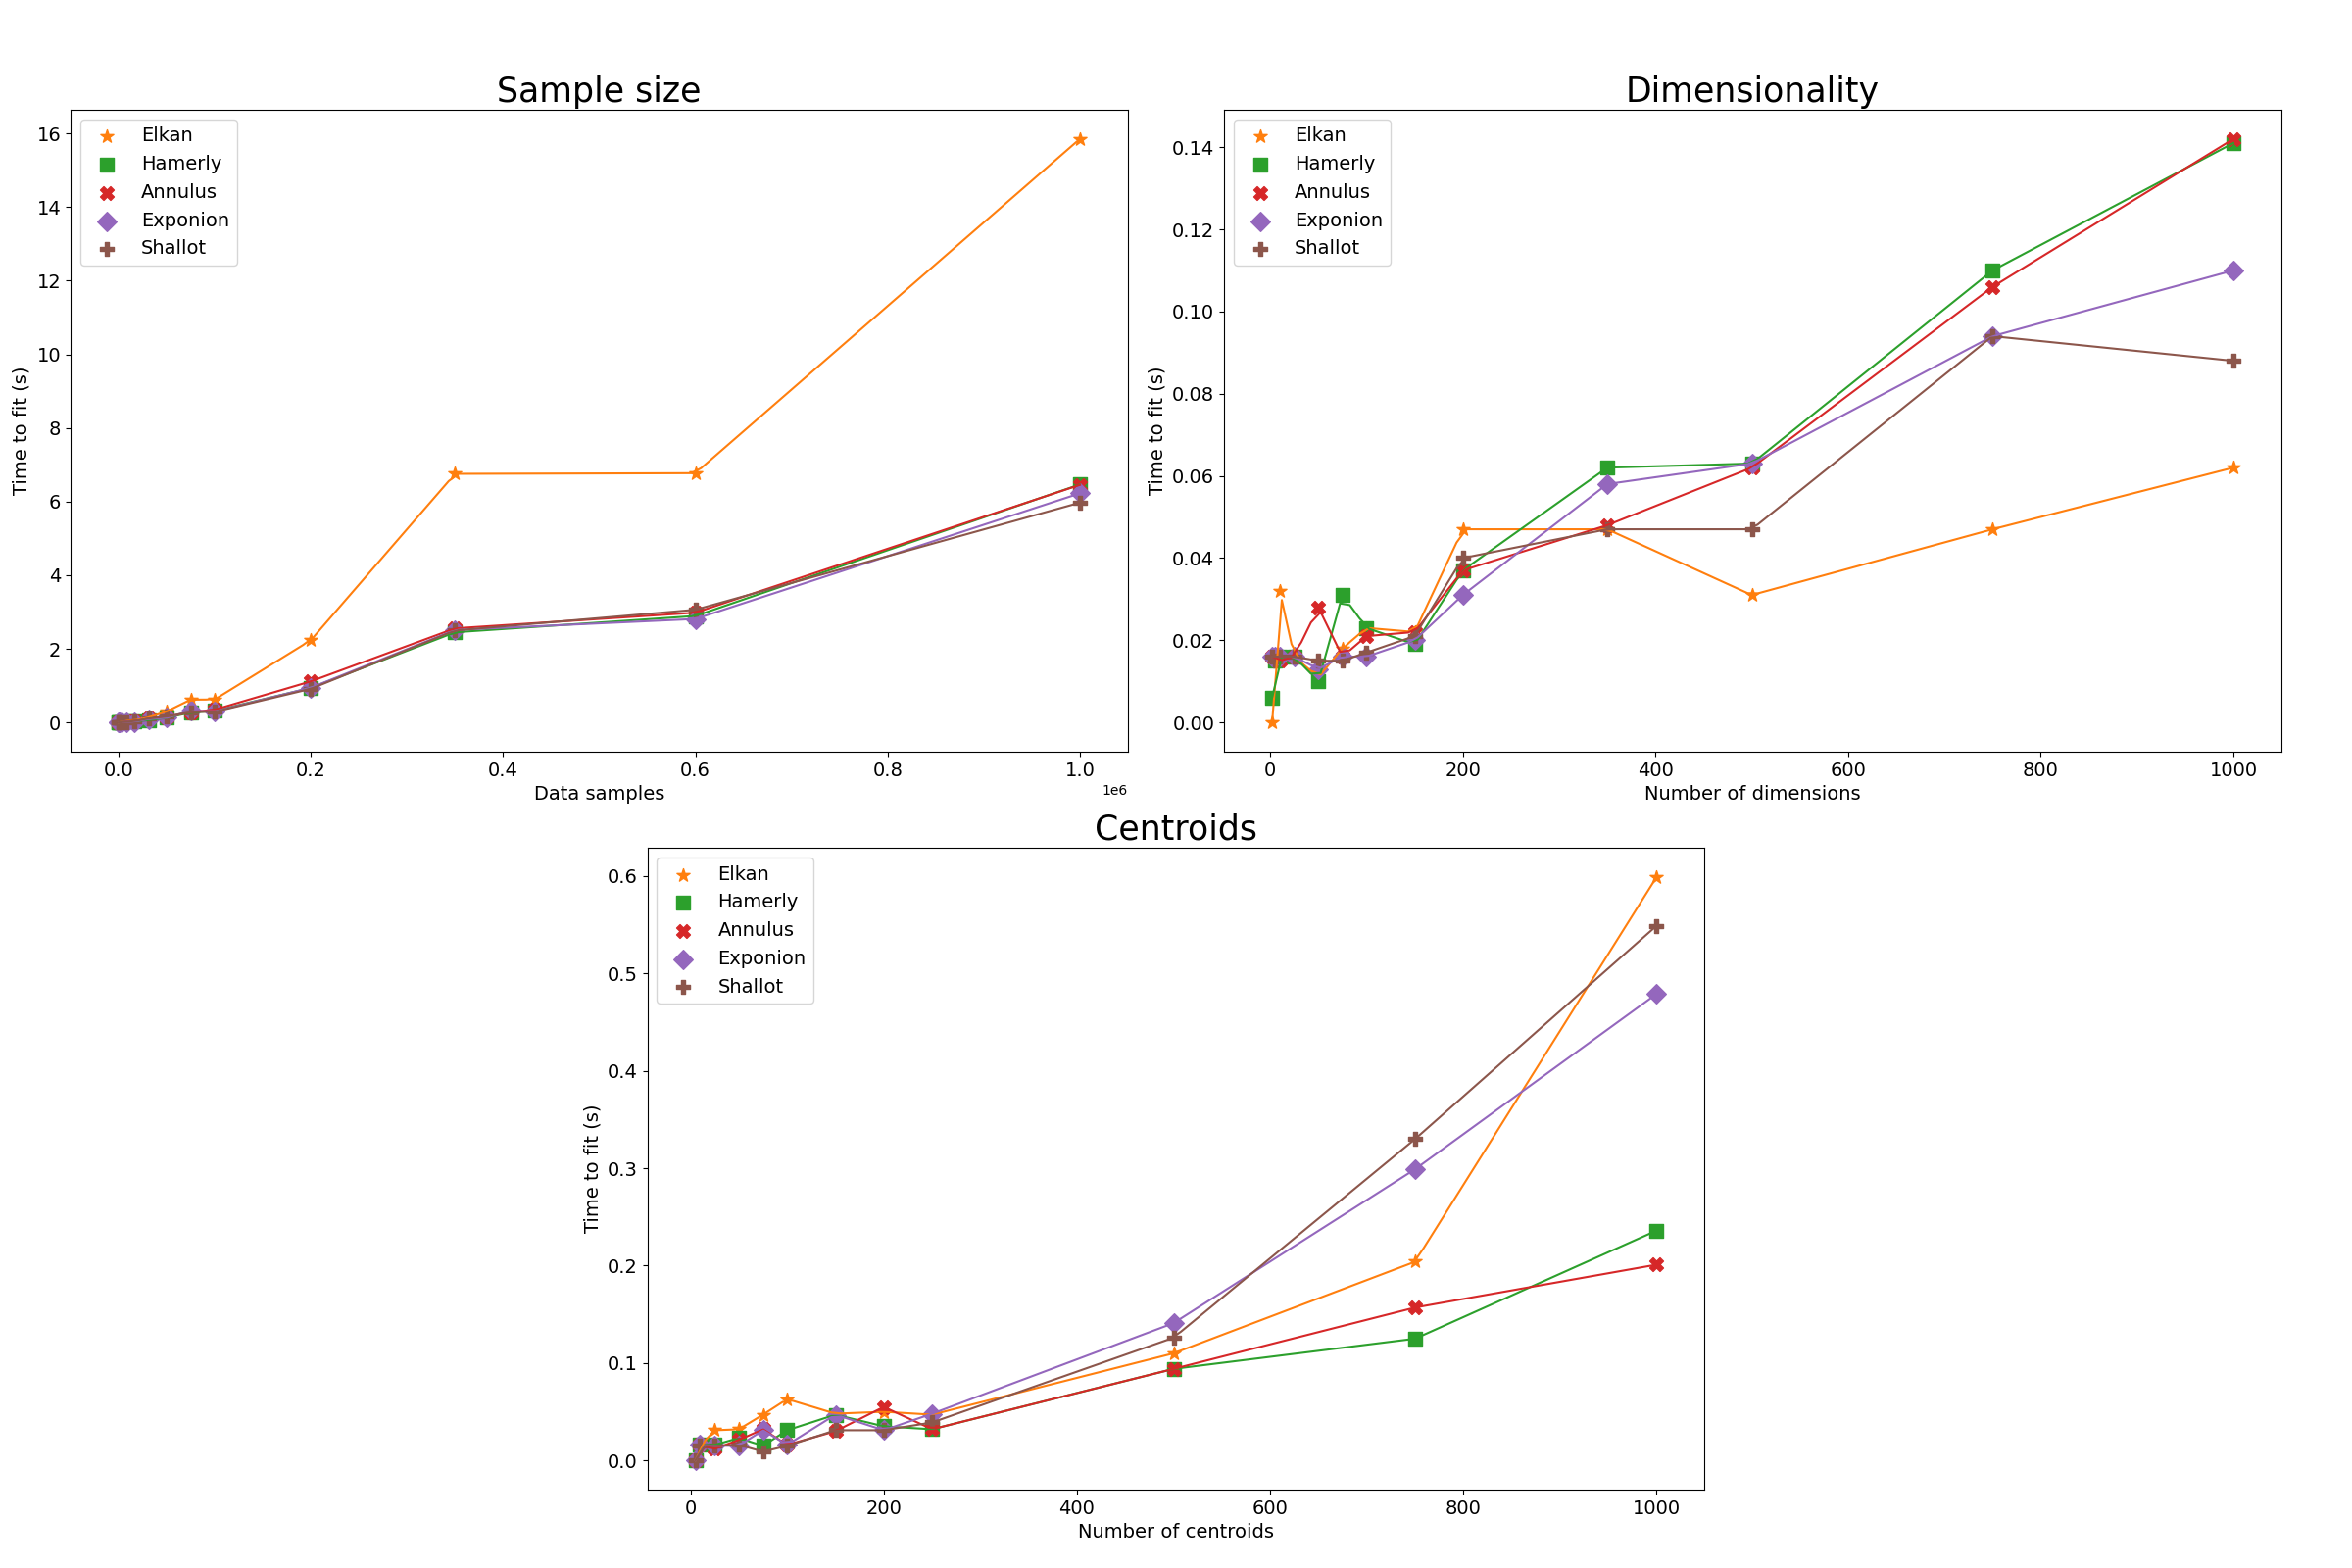 Sample size
Elkan
Hamerly
Annulus
Exponion
Shallot
16
14
12
10
8
6
4
2
0
Time to fit (s)
0.0 0.2 0.4 0.6 0.8 1.0
1e6
Data samples
Dimensionality
Elkan
Hamerly
Annulus
Exponion
Shallot
0.14
0.12
0.10
0.08
0.06
0.04
0.02
0.00
Time to fit (s)
0 200 400 600 800 1000
Number of dimensions
Centroids
Elkan
Hamerly
Annulus
Exponion
Shallot
0.6
0.5
0.4
0.3
0.2
0.1
0.0
Time to fit (s)
0 200 400 600 800 1000
Number of centroids